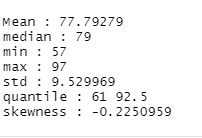 Mean : 77.79279
median : 79
min : 57
max : 97
std : 9.529969
quantile : 61 92.5
skewness : -0.2250959